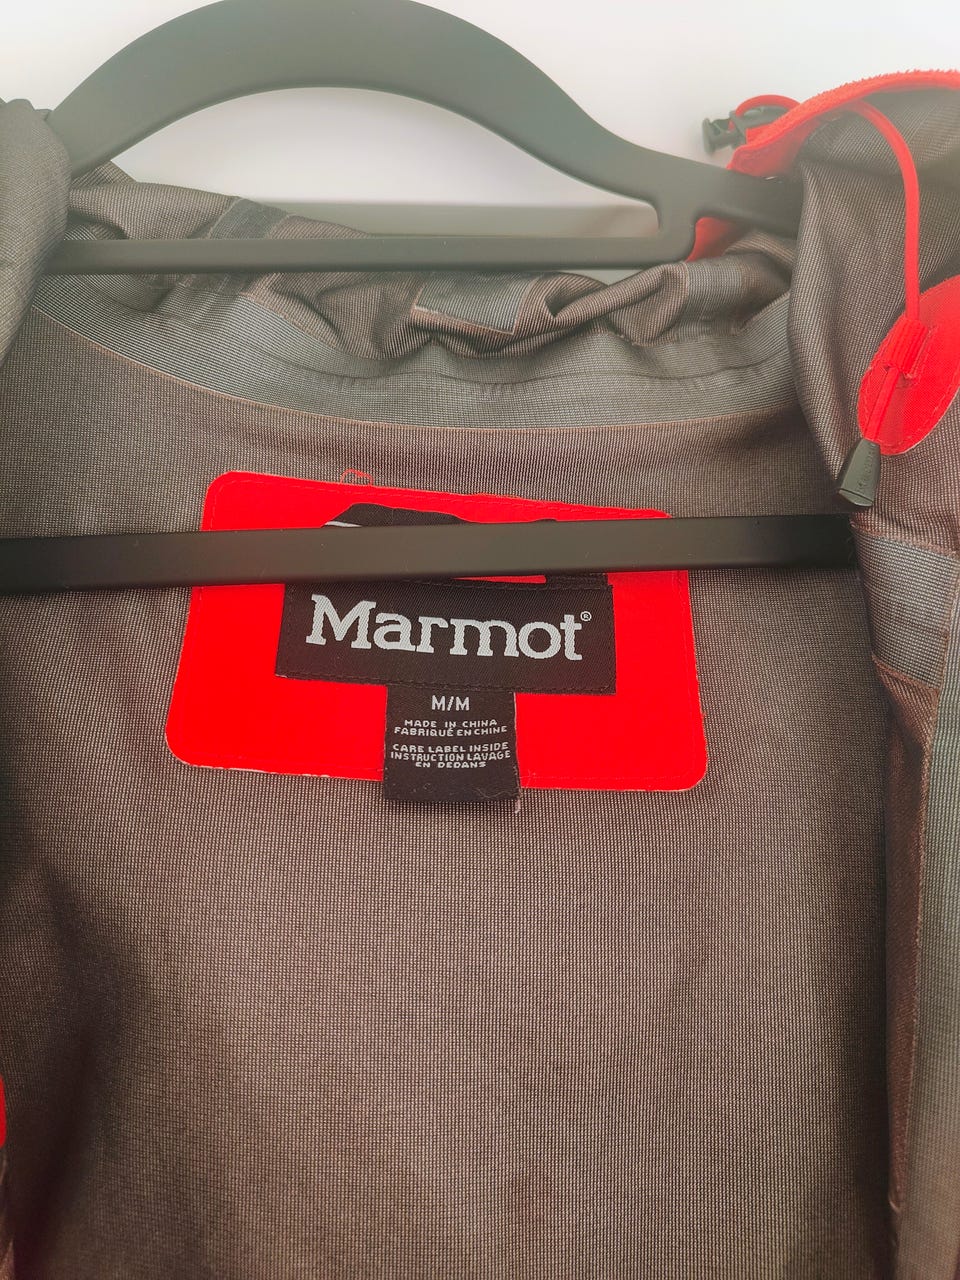 Marmot®
M/M
MADE IN CHINA
FABRIQUÉ EN CHINE
CARE LABEL INSIDE
INSTRUCTION LAVAGE
EN DEDANS